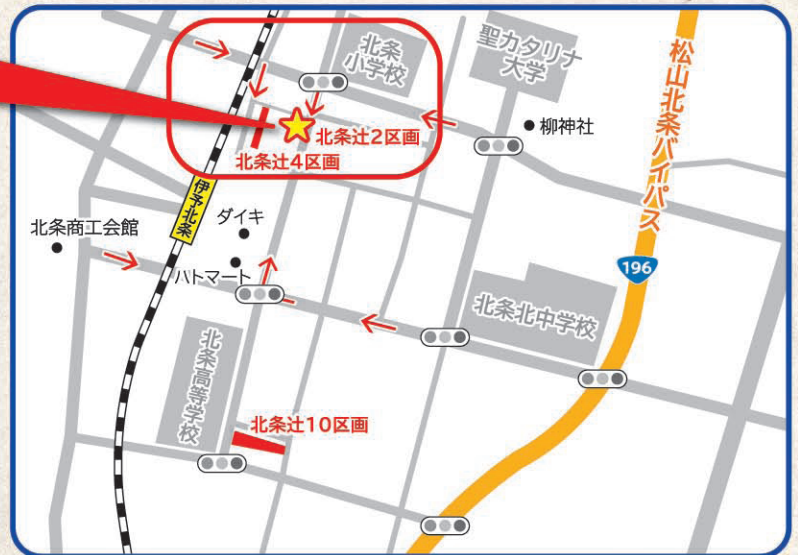 北条
小学校
聖カタリナ
大学
松山北条バイパス
柳神社
北条辻2区画
北条辻4区画
伊予北条
北条商工会館
ダイキ
ハトマート
196
北条北中学校
北条高等学校
北条辻10区画